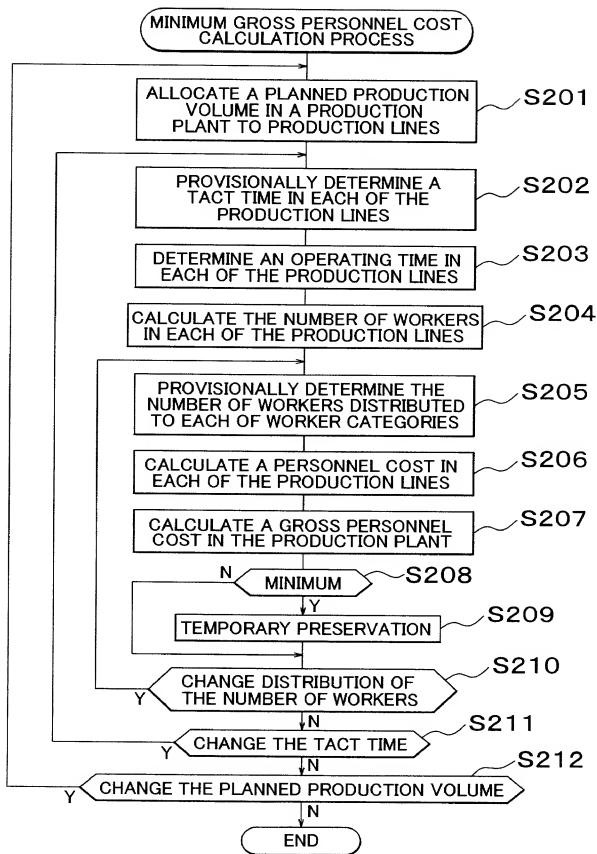 MINIMUM GROSS PERSONNEL COST
CALCULATION PROCESS
ALLOCATE A PLANNED PRODUCTION
VOLUME IN A PRODUCTION
PLANT TO PRODUCTION LINES
S201
PROVISIONALLY DETERMINE A
TACT TIME IN EACH OF THE
PRODUCTION LINES
S202
DETERMINE AN OPERATING TIME IN
EACH OF THE PRODUCTION LINES
S203
CALCULATE THE NUMBER OF WORKERS
IN EACH OF THE PRODUCTION LINES
S204
PROVISIONALLY DETERMINE THE
NUMBER OF WORKERS DISTRIBUTED
TO EACH OF WORKER CATEGORIES
S205
CALCULATE A PERSONNEL COST IN
EACH OF THE PRODUCTION LINES
S206
CALCULATE A GROSS PERSONNEL
COST IN THE PRODUCTION PLANT
S207
N
MINIMUM
S208
Y
TEMPORARY PRESERVATION
S209
CHANGE DISTRIBUTION OF
THE NUMBER OF WORKERS
S210
Y
N
CHANGE THE TACT TIME
S211
Y
N
CHANGE THE PLANNED PRODUCTION VOLUME
S212
Y
N
END